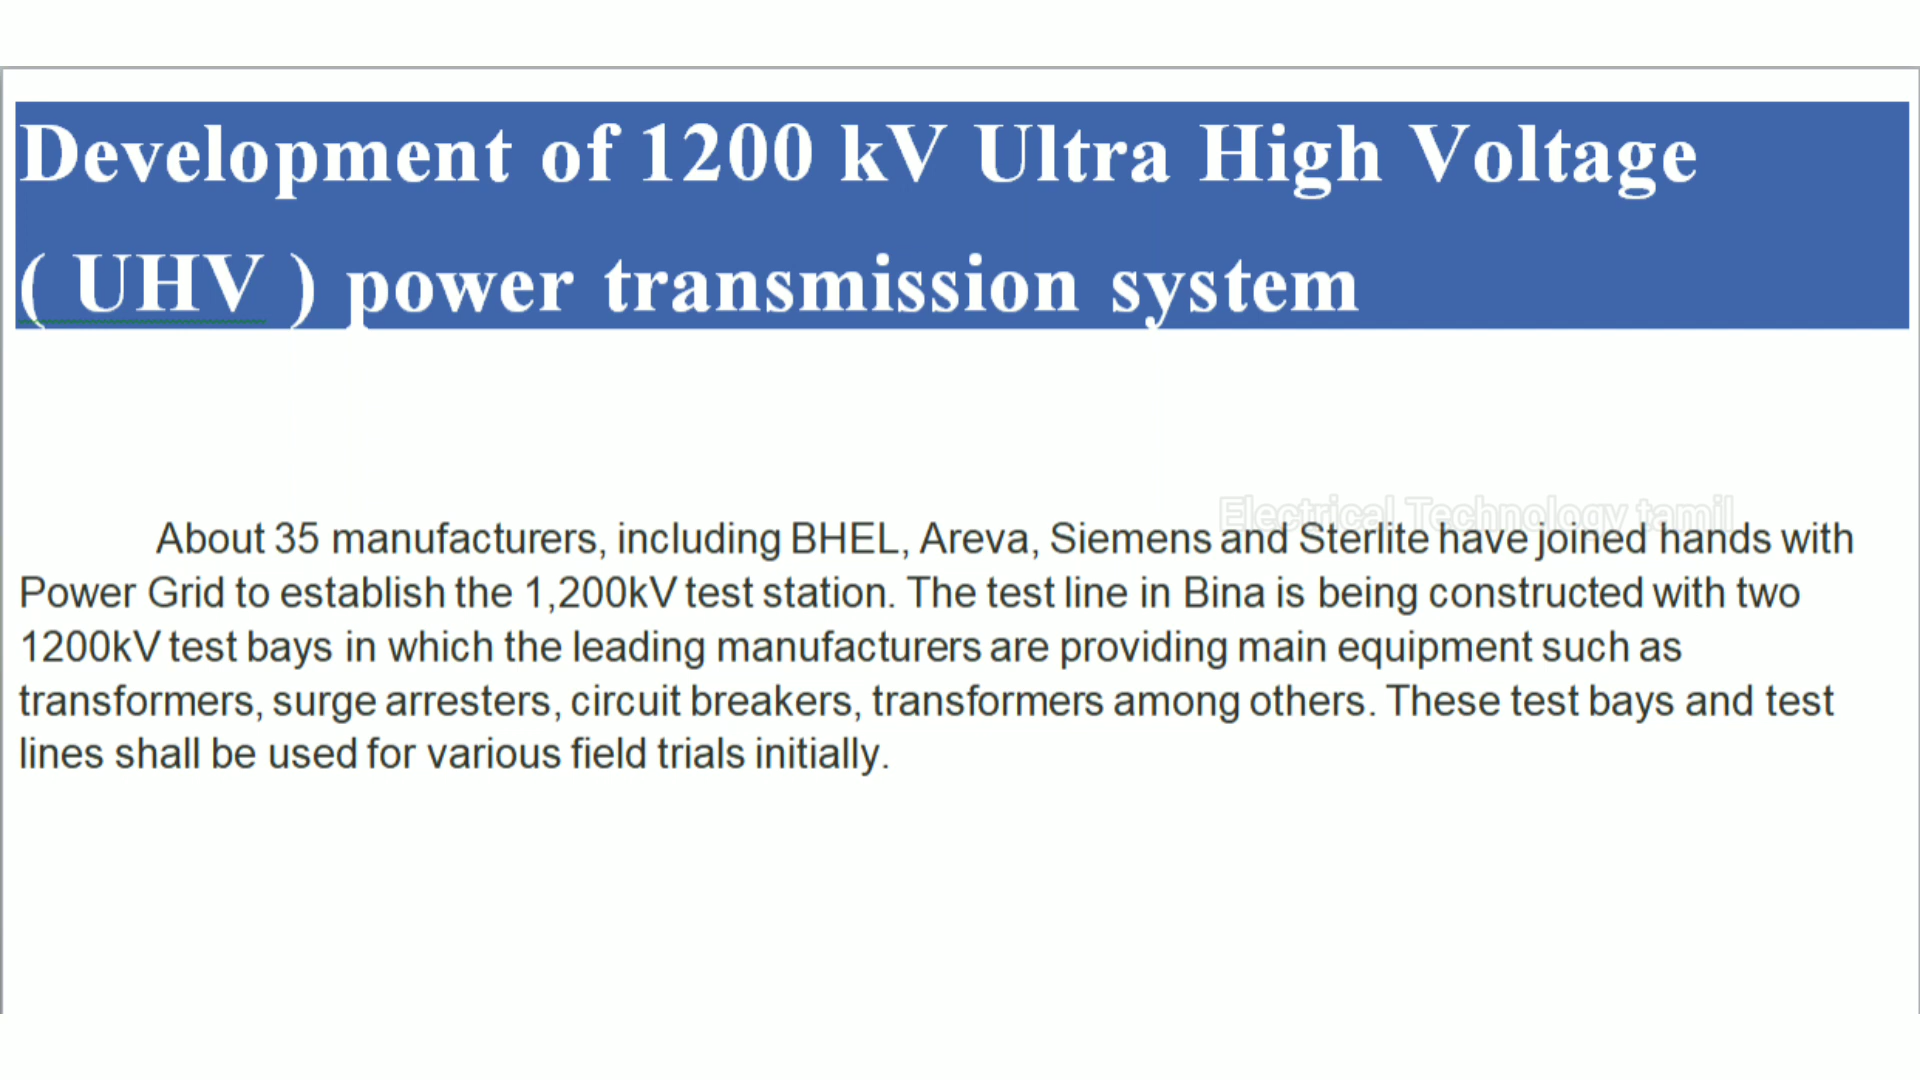 Development of 1200 kV Ultra High Voltage
( UHV ) power transmission system
Electrical Technology tamil
About 35 manufacturers, including BHEL, Areva, Siemens and Sterlite have joined hands with
Power Grid to establish the 1,200kV test station. The test line in Bina is being constructed with two
1200kV test bays in which the leading manufacturers are providing main equipment such as
transformers, surge arresters, circuit breakers, transformers among others. These test bays and test
lines shall be used for various field trials initially.